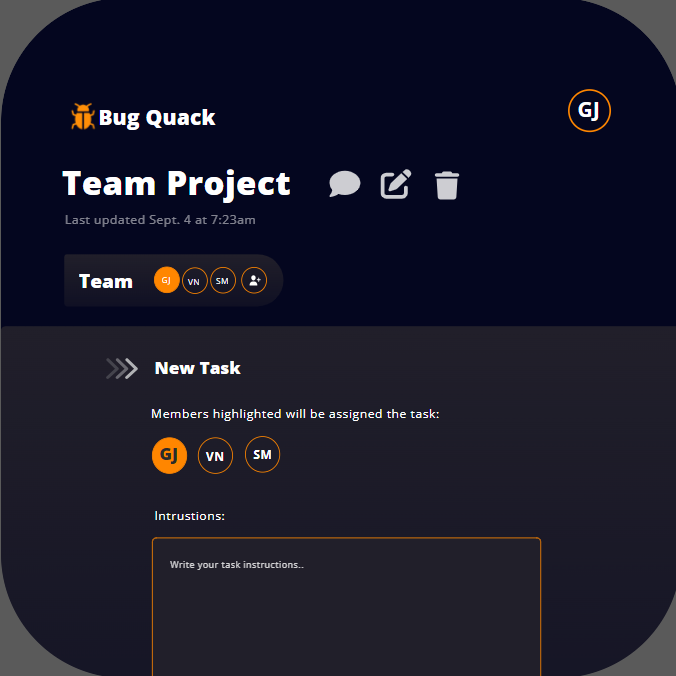 Bug Quack
GJ
Team Project
Last updated Sept. 4 at 7:23am
Team GJ VN SM
New Task
Members highlighted will be assigned the task:
GJ VN SM
Intrustions:
Write your task instructions..